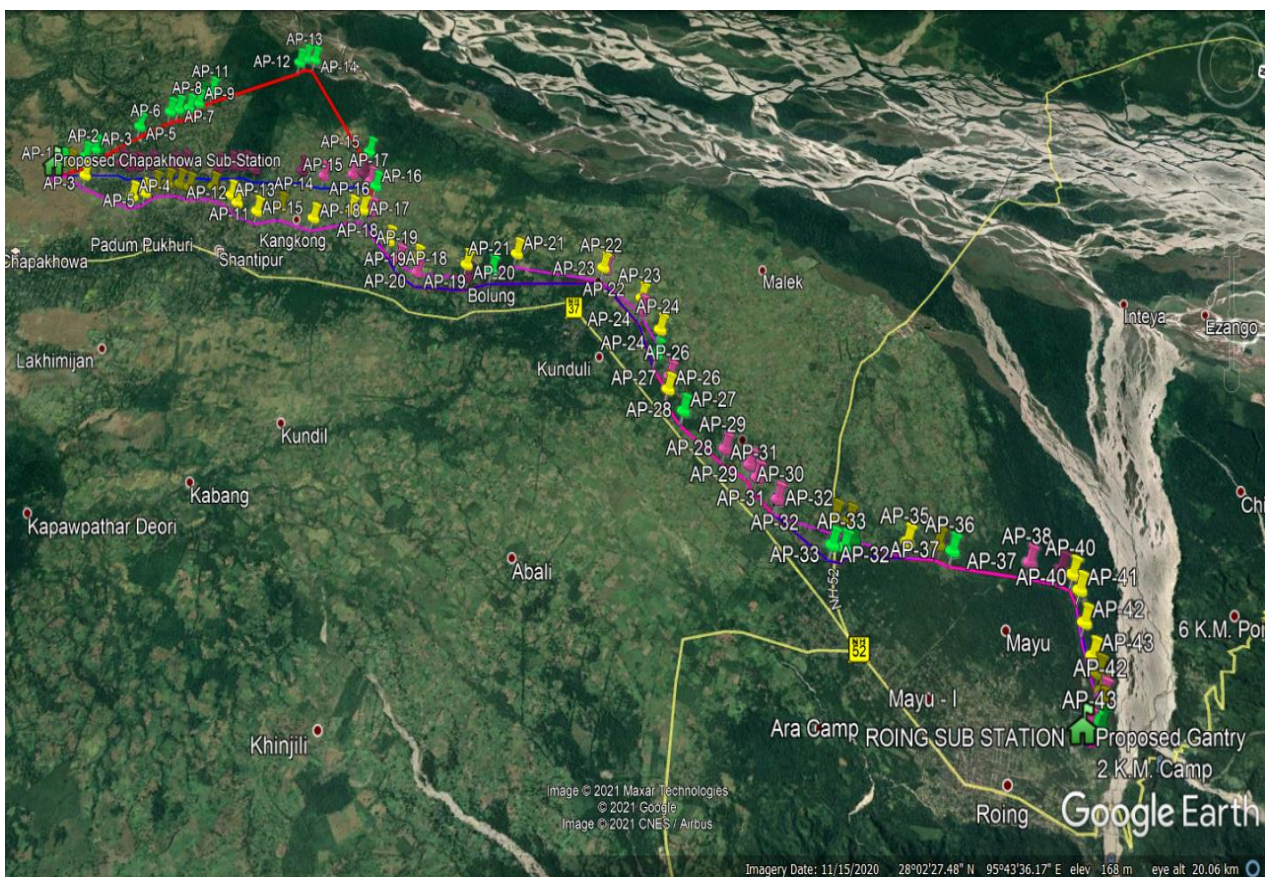 AP-13
AP-12
AP-14
AP-11
AP-8
AP-9
AP-6
AP-7
AP-5
AP-2
AP-3
AP-1
Proposed Chapakhowa Sub-Station
AP-15
AP-17
AP-15
AP-16
AP-3
AP-4
AP-12
AP-13
AP-14
AP-16
AP-5
AP-11
AP-15
AP-18
AP-17
Kangkong
AP-18
Padum Pukhuri
Shantipur
Chapakhowa
AP-19
AP-19
AP-18
AP-20
AP-19
AP-21
AP-20
AP-21
AP-22
AP-23
AP-22
AP-23
Bolung
NH
37
AP-24
AP-24
AP-24
AP-26
Malek
Inteya
Ezango
Lakhimijan
Kunduli
AP-27
AP-26
AP-28
AP-27
Kundil
AP-29
AP-28
AP-31
AP-29
AP-30
AP-31
AP-32
Kabang
Kapawpathar Deori
Chi
AP-32
AP-33
AP-35
AP-36
AP-33
AP-32
AP-37
AP-37
AP-38
AP-40
AP-40
AP-41
Abali
NH-52
AP-42
6 K.M. Poi
Mayu
AP-43
NH
52
AP-42
AP-43
Mayu - I
Ara Camp
ROING SUB STATION
Proposed Gantry
Khinjili
2 K.M. Camp
Roing
Image © 2021 Maxar Technologies
© 2021 Google
Image © 2021 CNES / Airbus
Google Earth
Imagery Date: 11/15/2020 28°02'27.48" N 95°43'36.17" E elev 168 m eye alt 20.06 km